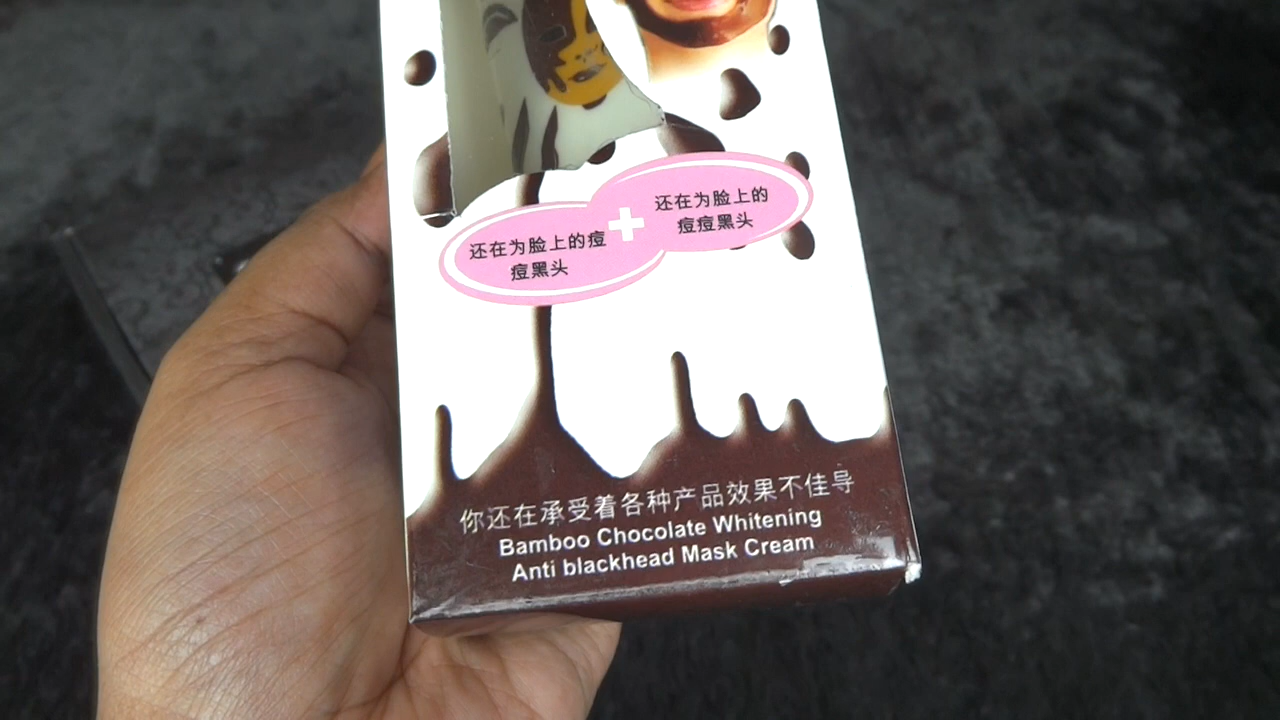 还在为脸上的痘
痘黑头
还在为脸上的
痘痘黑头
你还在承受着各种产品效果不佳导
Bamboo Chocolate Whitening
Anti blackhead Mask Cream